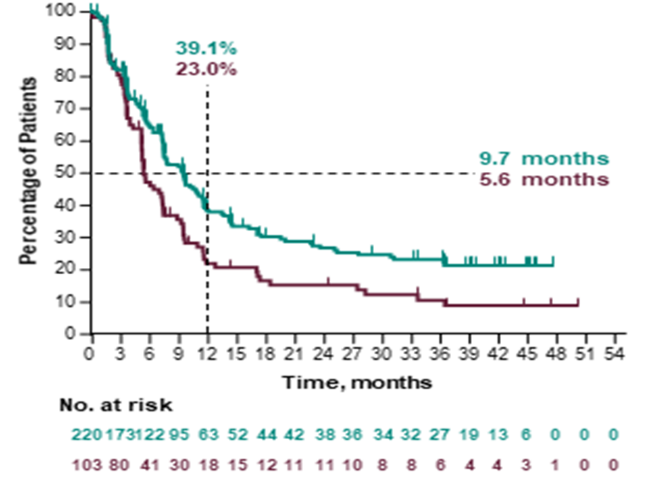 100
90
80
70
60
50
40
30
20
10
0
Percentage of Patients
39.1%
23.0%
9.7 months
5.6 months
0 3 6 9 12 15 18 21 24 27 30 33 36 39 42 45 48 51 54
Time, months
No. at risk
220 173 122 95 63 52 44 42 38 36 34 32 27 19 13 6 0 0 0
103 80 41 30 18 15 12 11 11 10 8 8 6 4 4 3 1 0 0